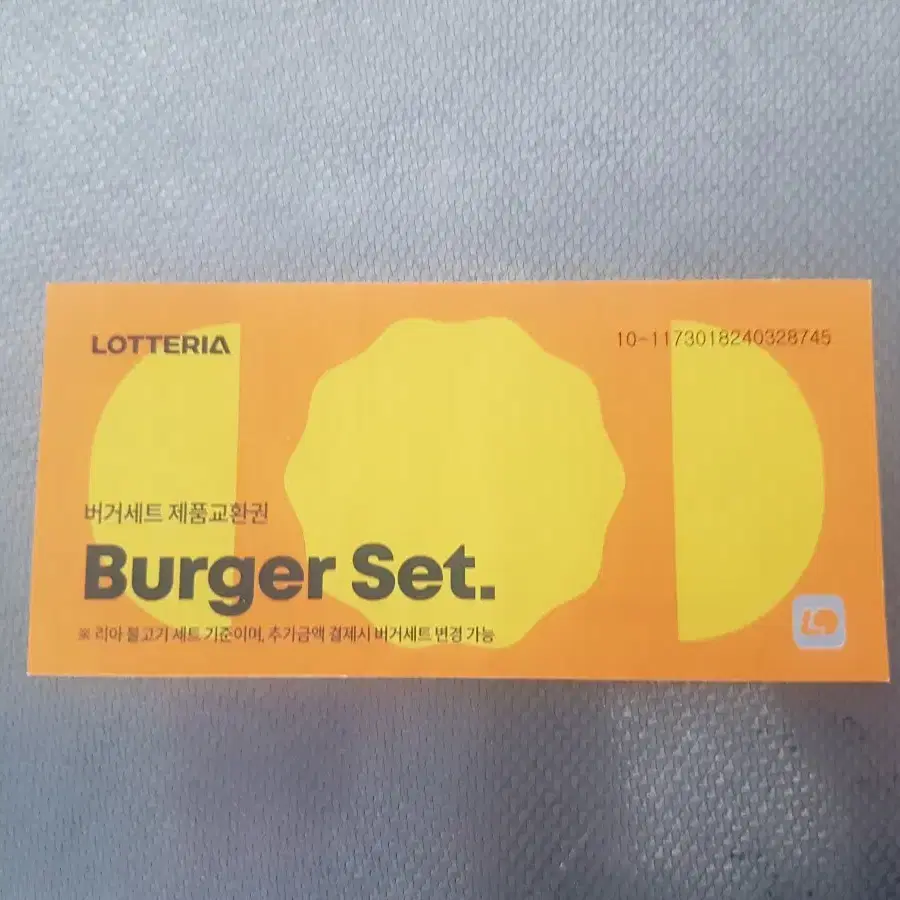 LOTTERIA
10-1173018240328745
버거세트 제품교환권
Burger Set.
※ 리아 불고기 세트 기준이며, 추가금액 결제시 버거세트 변경 가능